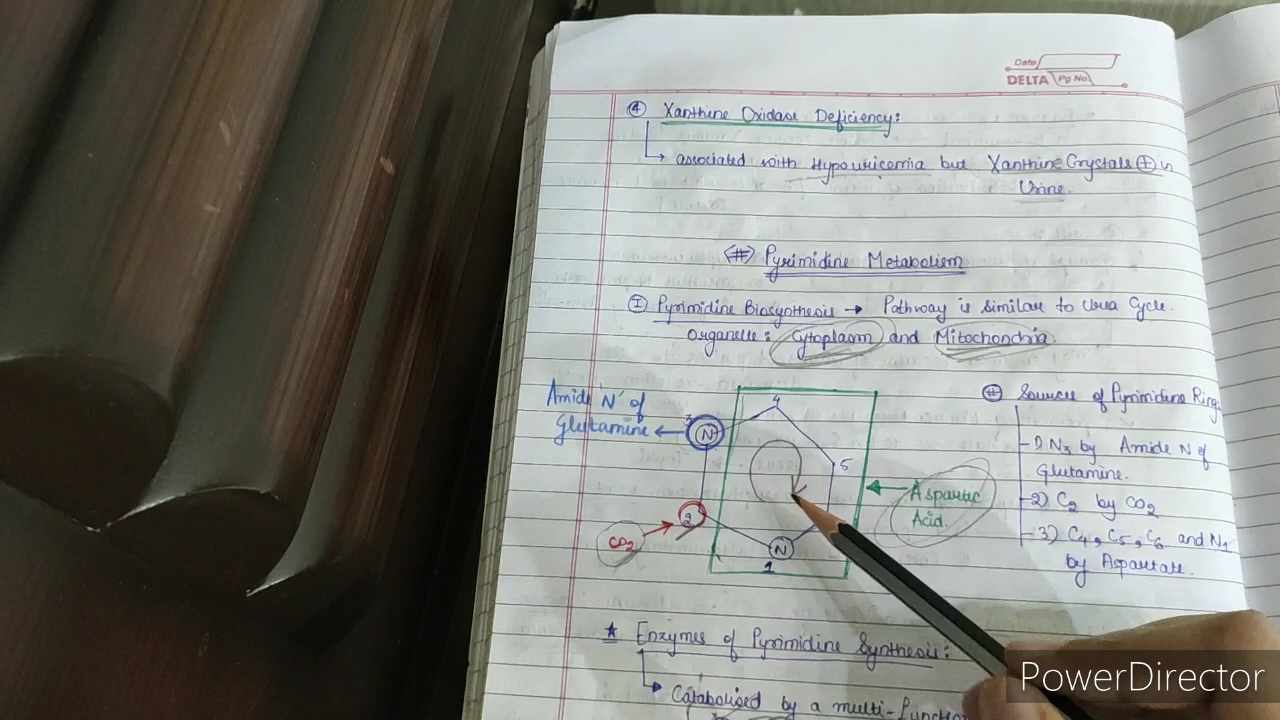 Date
DELTA Pg No.
④ Xanthine Oxidase Deficiency:
→ associated with Hypouricemia but Xanthine Crystals ⊕ in
Urine.
<#> Pyrimidine Metabolism
Ⓘ Pyrimidine Biosynthesis → Pathway is similar to Urea Cycle.
Organelle: Cytoplasm and Mitochondria
Amide 'N' of
Glutamine ←
3
N
4
5
2
N
1
CO₂ →
← Aspartic
Acid.
# Sources of Pyrimidine Ring
1) N₃ by Amide N of
Glutamine.
2) C₂ by CO₂
3) C₄, C₅, C₆ and N₁
by Aspartate.
★ Enzymes of Pyrimidine Synthesis:
Catabolised by a multi-function
PowerDirector